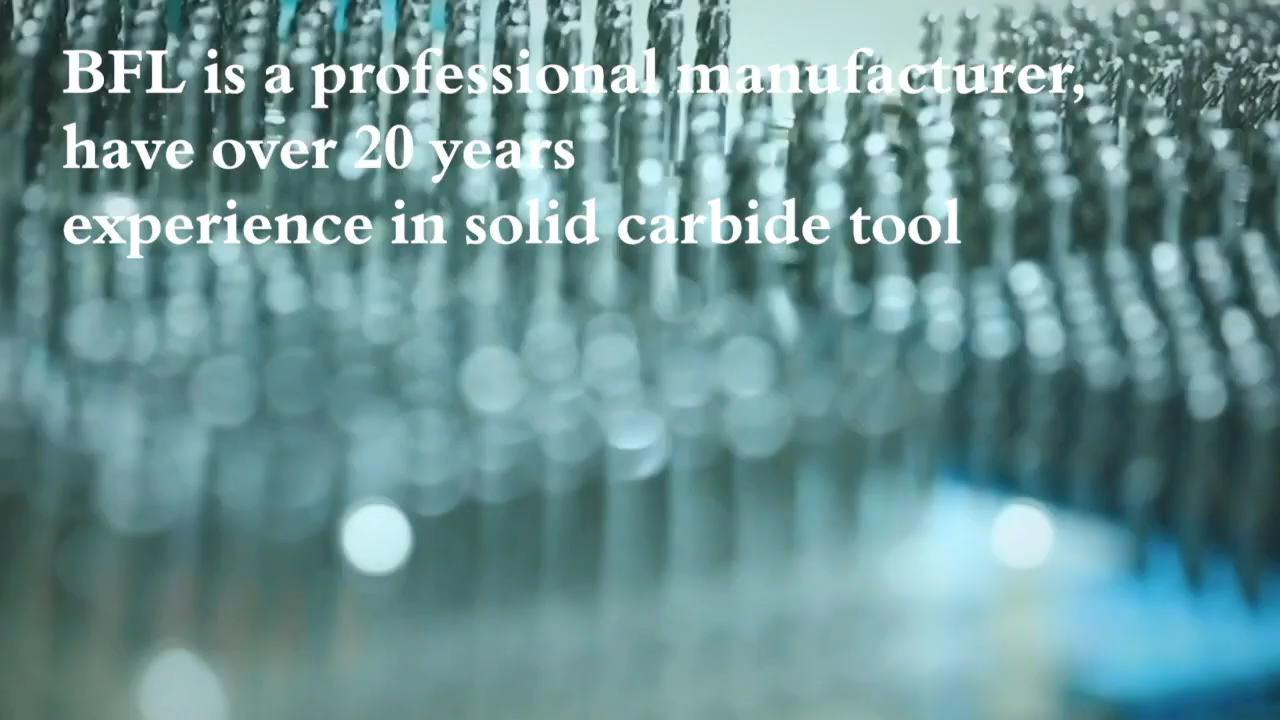 BFL is a professional manufacturer,
have over 20 years
experience in solid carbide tool